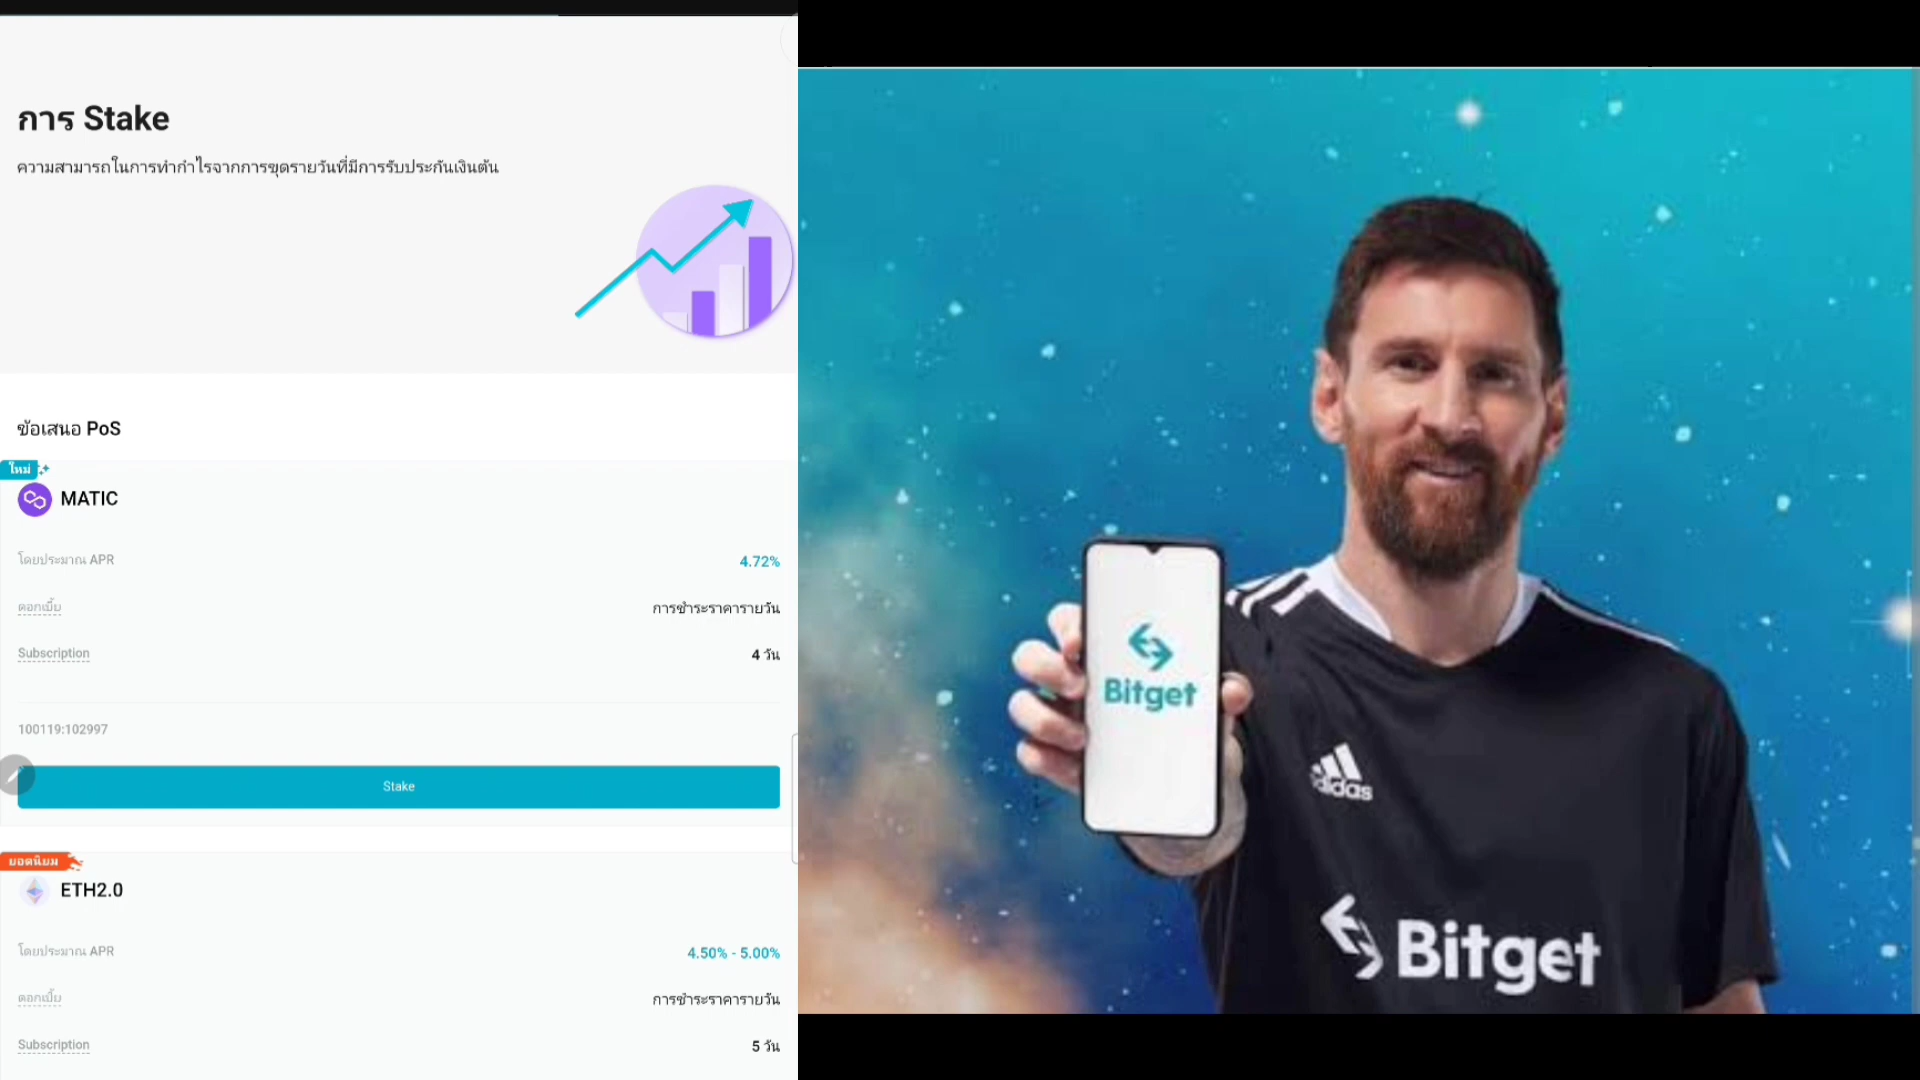 การ Stake
ความสามารถในการทำกำไรจากการขุดรายวันที่มีการรับประกันเงินต้น
ข้อเสนอ PoS
ใหม่
MATIC
โดยประมาณ APR
4.72%
ดอกเบี้ย
การชำระราคารายวัน
Subscription
4 วัน
100119:102997
Stake
ยอดนิยม
ETH2.0
โดยประมาณ APR
4.50% - 5.00%
ดอกเบี้ย
การชำระราคารายวัน
Subscription
5 วัน
Bitget
adidas
Bitget